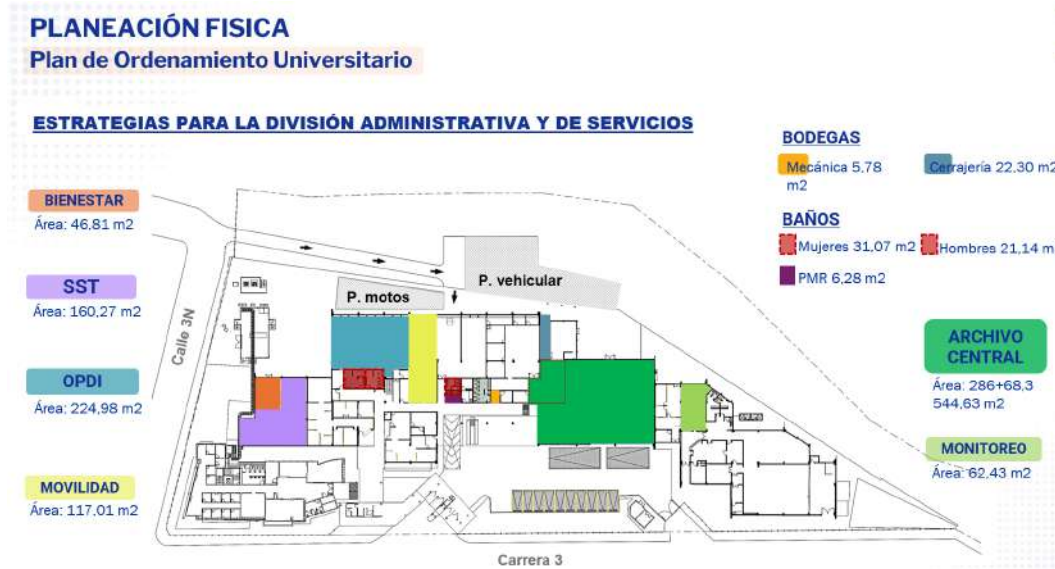 PLANEACIÓN FISICA
Plan de Ordenamiento Universitario
ESTRATEGIAS PARA LA DIVISIÓN ADMINISTRATIVA Y DE SERVICIOS
BODEGAS
Mecánica 5,78
m2
Cerrajería 22,30 m2
BAÑOS
Mujeres 31,07 m2
Hombres 21,14 m
PMR 6,28 m2
BIENESTAR
Área: 46,81 m2
SST
Área: 160,27 m2
OPDI
Área: 224,98 m2
MOVILIDAD
Área: 117,01 m2
Calle 3N
P. motos
P. vehicular
Carrera 3
ARCHIVO
CENTRAL
Área: 286+68,3
544,63 m2
MONITOREO
Área: 62,43 m2